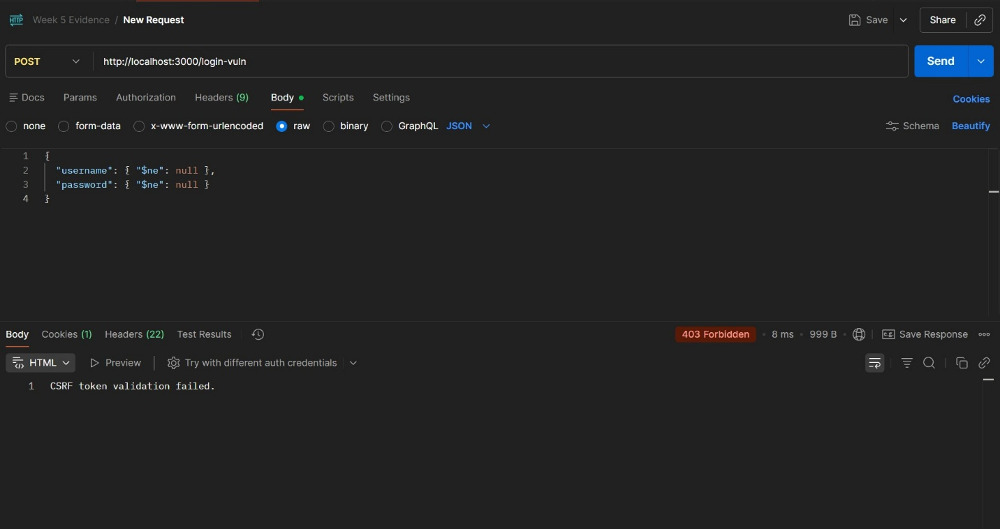 HTTP Week 5 Evidence / New Request Save Share
POST http://localhost:3000/login-vuln Send
Docs Params Authorization Headers (9) Body Scripts Settings Cookies
none form-data x-www-form-urlencoded raw binary GraphQL JSON Schema Beautify
1 {
2 "username": { "$ne": null },
3 "password": { "$ne": null }
4 }
Body Cookies (1) Headers (22) Test Results 403 Forbidden • 8 ms • 999 B • e.g. Save Response
HTML Preview Try with different auth credentials
1 CSRF token validation failed.